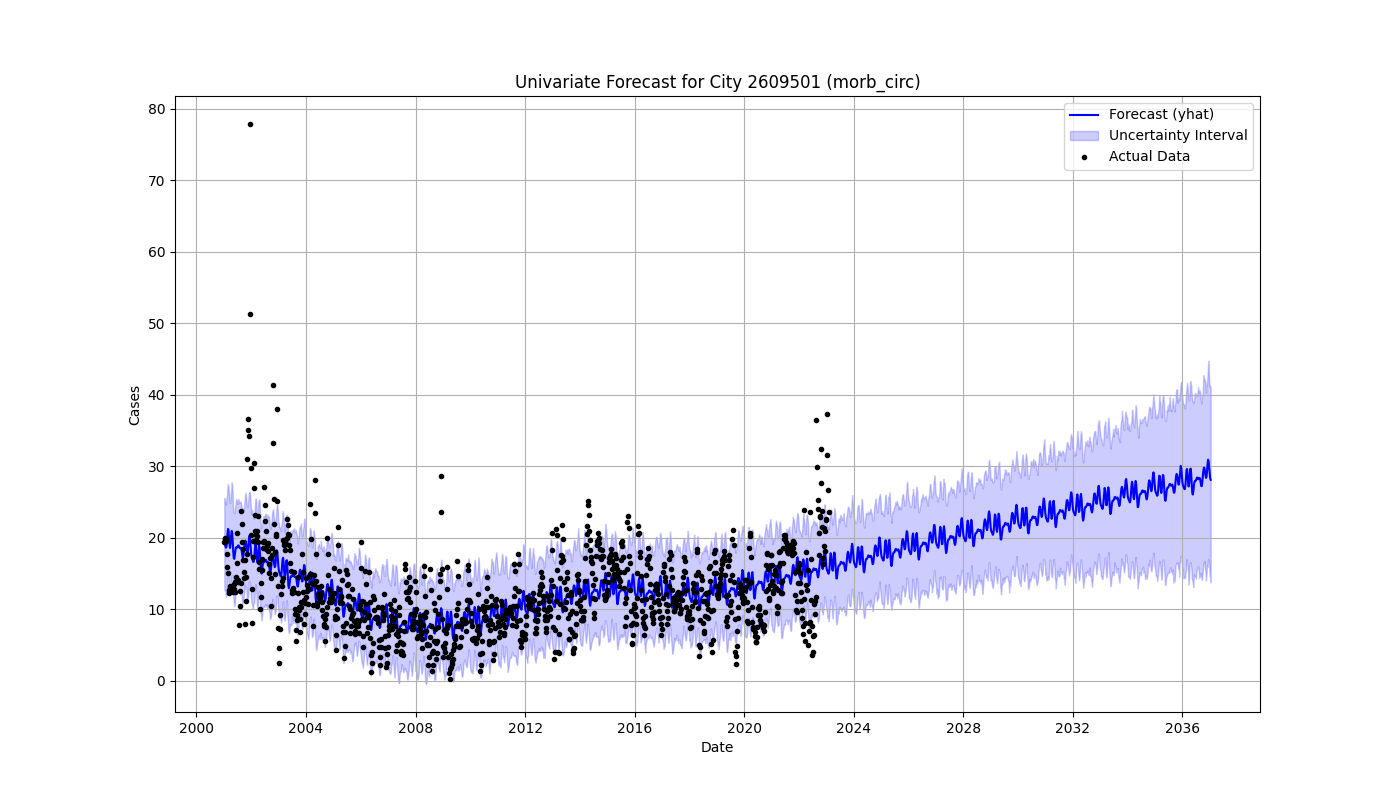 Univariate Forecast for City 2609501 (morb_circ)
Forecast (yhat)
Uncertainty Interval
Actual Data
Cases
80
70
60
50
40
30
20
10
0
2000 2004 2008 2012 2016 2020 2024 2028 2032 2036
Date